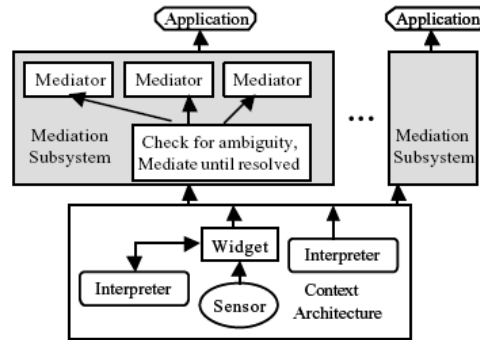 Application
Application
Mediator
Mediator
Mediator
Mediation
Subsystem
Check for ambiguity,
Mediate until resolved
...
Mediation
Subsystem
Widget
Interpreter
Interpreter
Sensor
Context
Architecture